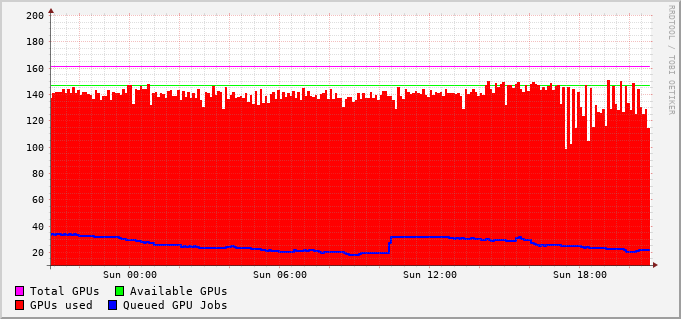 200
180
160
140
120
100
80
60
40
20
Sun 00:00 Sun 06:00 Sun 12:00 Sun 18:00
Total GPUs Available GPUs
GPUs used Queued GPU Jobs
RRDTOOL / TOBI OETIKER